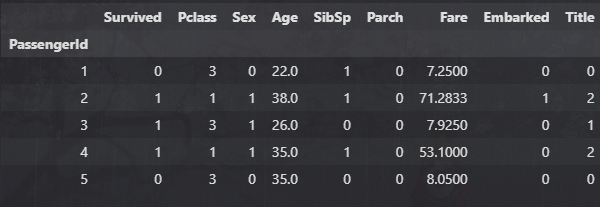 Survived Pclass Sex Age SibSp Parch Fare Embarked Title
PassengerId
1 0 3 0 22.0 1 0 7.2500 0 0
2 1 1 1 38.0 1 0 71.2833 1 2
3 1 3 1 26.0 0 0 7.9250 0 1
4 1 1 1 35.0 1 0 53.1000 0 2
5 0 3 0 35.0 0 0 8.0500 0 0